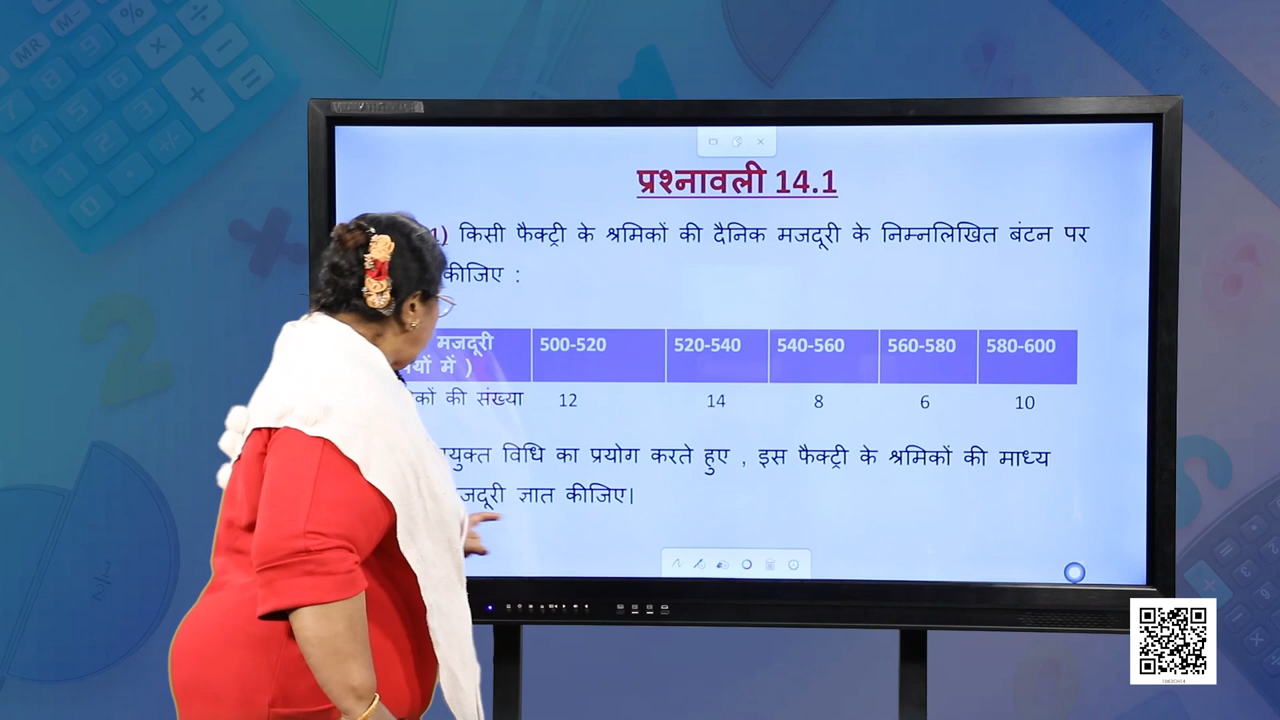 प्रश्नावली 14.1
1) किसी फैक्ट्री के श्रमिकों की दैनिक मजदूरी के निम्नलिखित बंटन पर
कीजिए :
मजदूरी 500-520 520-540 540-560 560-580 580-600
में )
की संख्या 12 14 8 6 10
विधि का प्रयोग करते हुए , इस फैक्ट्री के श्रमिकों की माध्य
ज्ञात कीजिए।